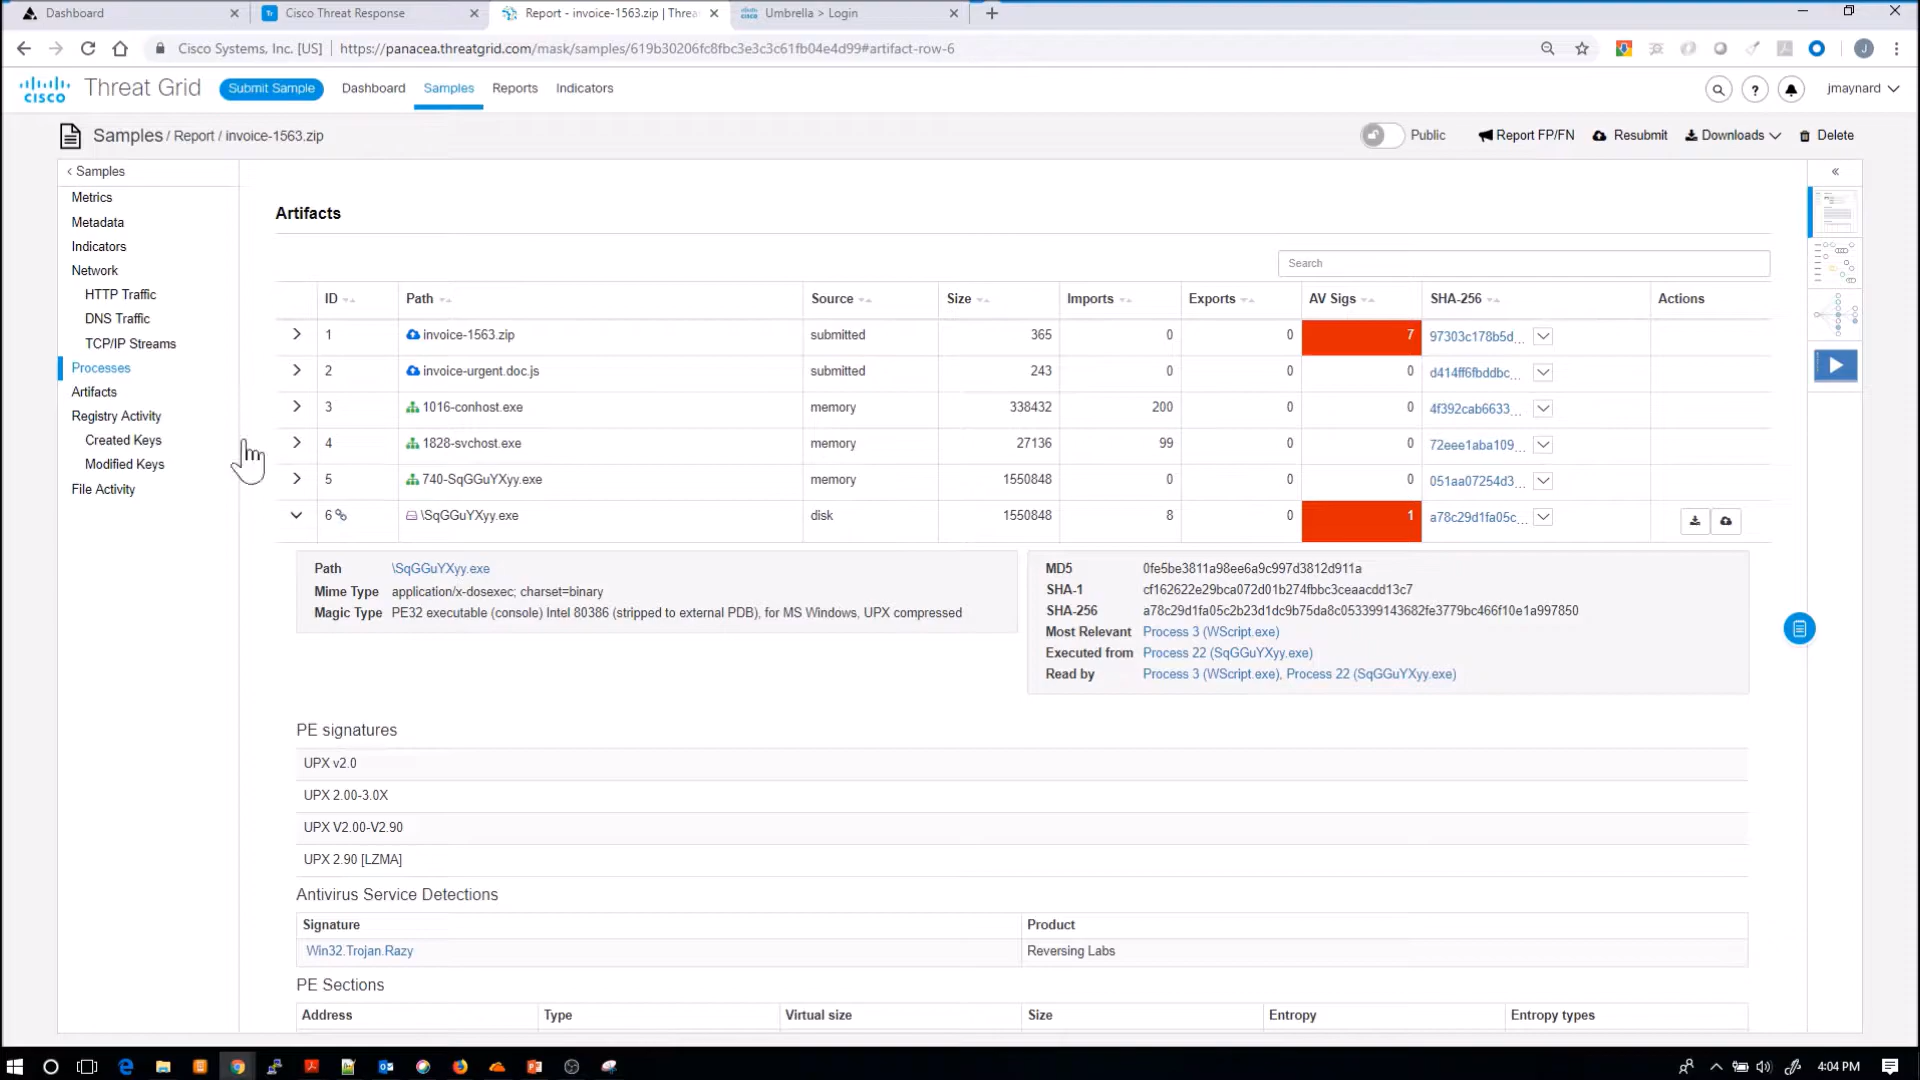 Dashboard
Cisco Threat Response
Report - invoice-1563.zip | Threa
Umbrella > Login
Cisco Systems, Inc. [US]
https://panacea.threatgrid.com/mask/samples/619b30206fc8fbc3e3c3c61fb04e4d99#artifact-row-6
J
CISCO
Threat Grid
Submit Sample
Dashboard
Samples
Reports
Indicators
?
jmaynard
Samples / Report / invoice-1563.zip
Public
Report FP/FN
Resubmit
Downloads
Delete
< Samples
Metrics
Metadata
Indicators
Network
HTTP Traffic
DNS Traffic
TCP/IP Streams
Processes
Artifacts
Registry Activity
Created Keys
Modified Keys
File Activity
Artifacts
Search
ID Path Source Size Imports Exports AV Sigs SHA-256 Actions
1 invoice-1563.zip submitted 365 0 0 7 97303c178b5d...
2 invoice-urgent.doc.js submitted 243 0 0 0 d414ff6fbddbc...
3 1016-conhost.exe memory 338432 200 0 0 4f392cab6633...
4 1828-svchost.exe memory 27136 99 0 0 72eee1aba109...
5 740-SqGGuYXyy.exe memory 1550848 0 0 0 051aa07254d3...
6 \SqGGuYXyy.exe disk 1550848 8 0 1 a78c29d1fa05c...
Path \SqGGuYXyy.exe
Mime Type application/x-dosexec; charset=binary
Magic Type PE32 executable (console) Intel 80386 (stripped to external PDB), for MS Windows, UPX compressed
MD5 0fe5be3811a98ee6a9c997d3812d911a
SHA-1 cf162622e29bca072d01b274fbbc3ceaacdd13c7
SHA-256 a78c29d1fa05c2b23d1dc9b75da8c053399143682fe3779bc466f10e1a997850
Most Relevant Process 3 (WScript.exe)
Executed from Process 22 (SqGGuYXyy.exe)
Read by Process 3 (WScript.exe), Process 22 (SqGGuYXyy.exe)
PE signatures
UPX v2.0
UPX 2.00-3.0X
UPX V2.00-V2.90
UPX 2.90 [LZMA]
Antivirus Service Detections
Signature Product
Win32.Trojan.Razy Reversing Labs
PE Sections
Address Type Virtual size Size Entropy Entropy types
4:04 PM